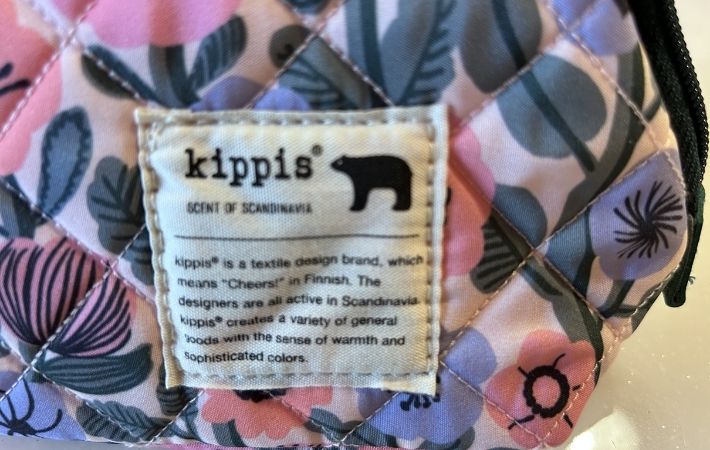 kippis®
SCENT OF SCANDINAVIA
kippis® is a textile design brand, which
means "Cheers!" in Finnish. The
designers are all active in Scandinavia.
kippis® creates a variety of general
goods with the sense of warmth and
sophisticated colors.